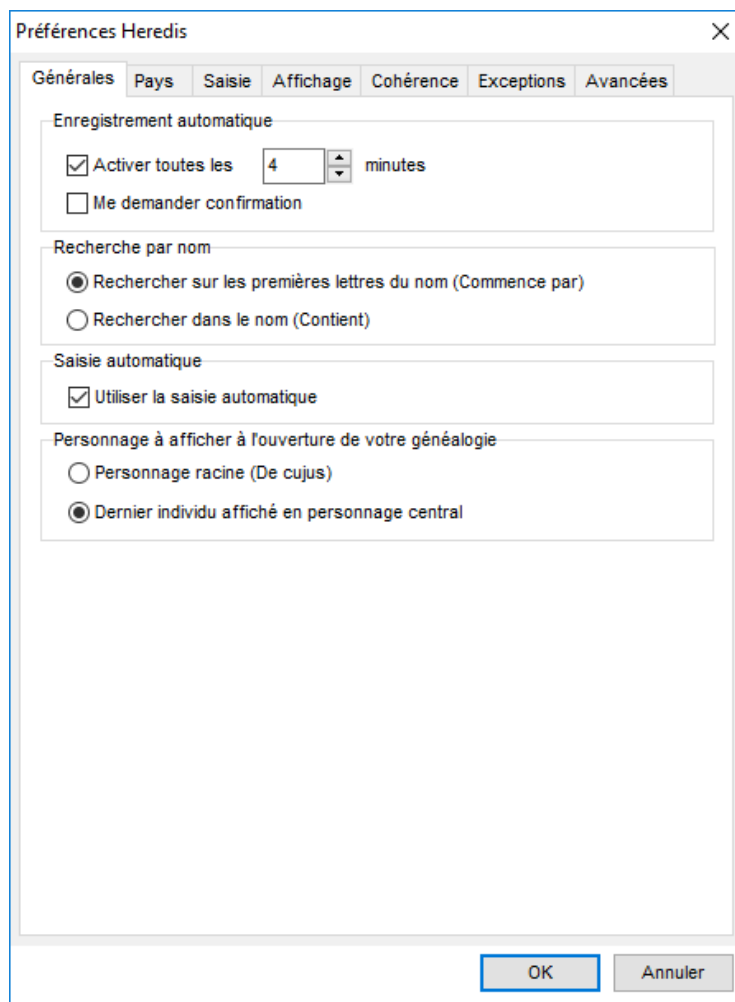 Préférences Heredis
Générales Pays Saisie Affichage Cohérence Exceptions Avancées
Enregistrement automatique
Activer toutes les 4 minutes
Me demander confirmation
Recherche par nom
Rechercher sur les premières lettres du nom (Commence par)
Rechercher dans le nom (Contient)
Saisie automatique
Utiliser la saisie automatique
Personnage à afficher à l'ouverture de votre généalogie
Personnage racine (De cujus)
Dernier individu affiché en personnage central
OK Annuler